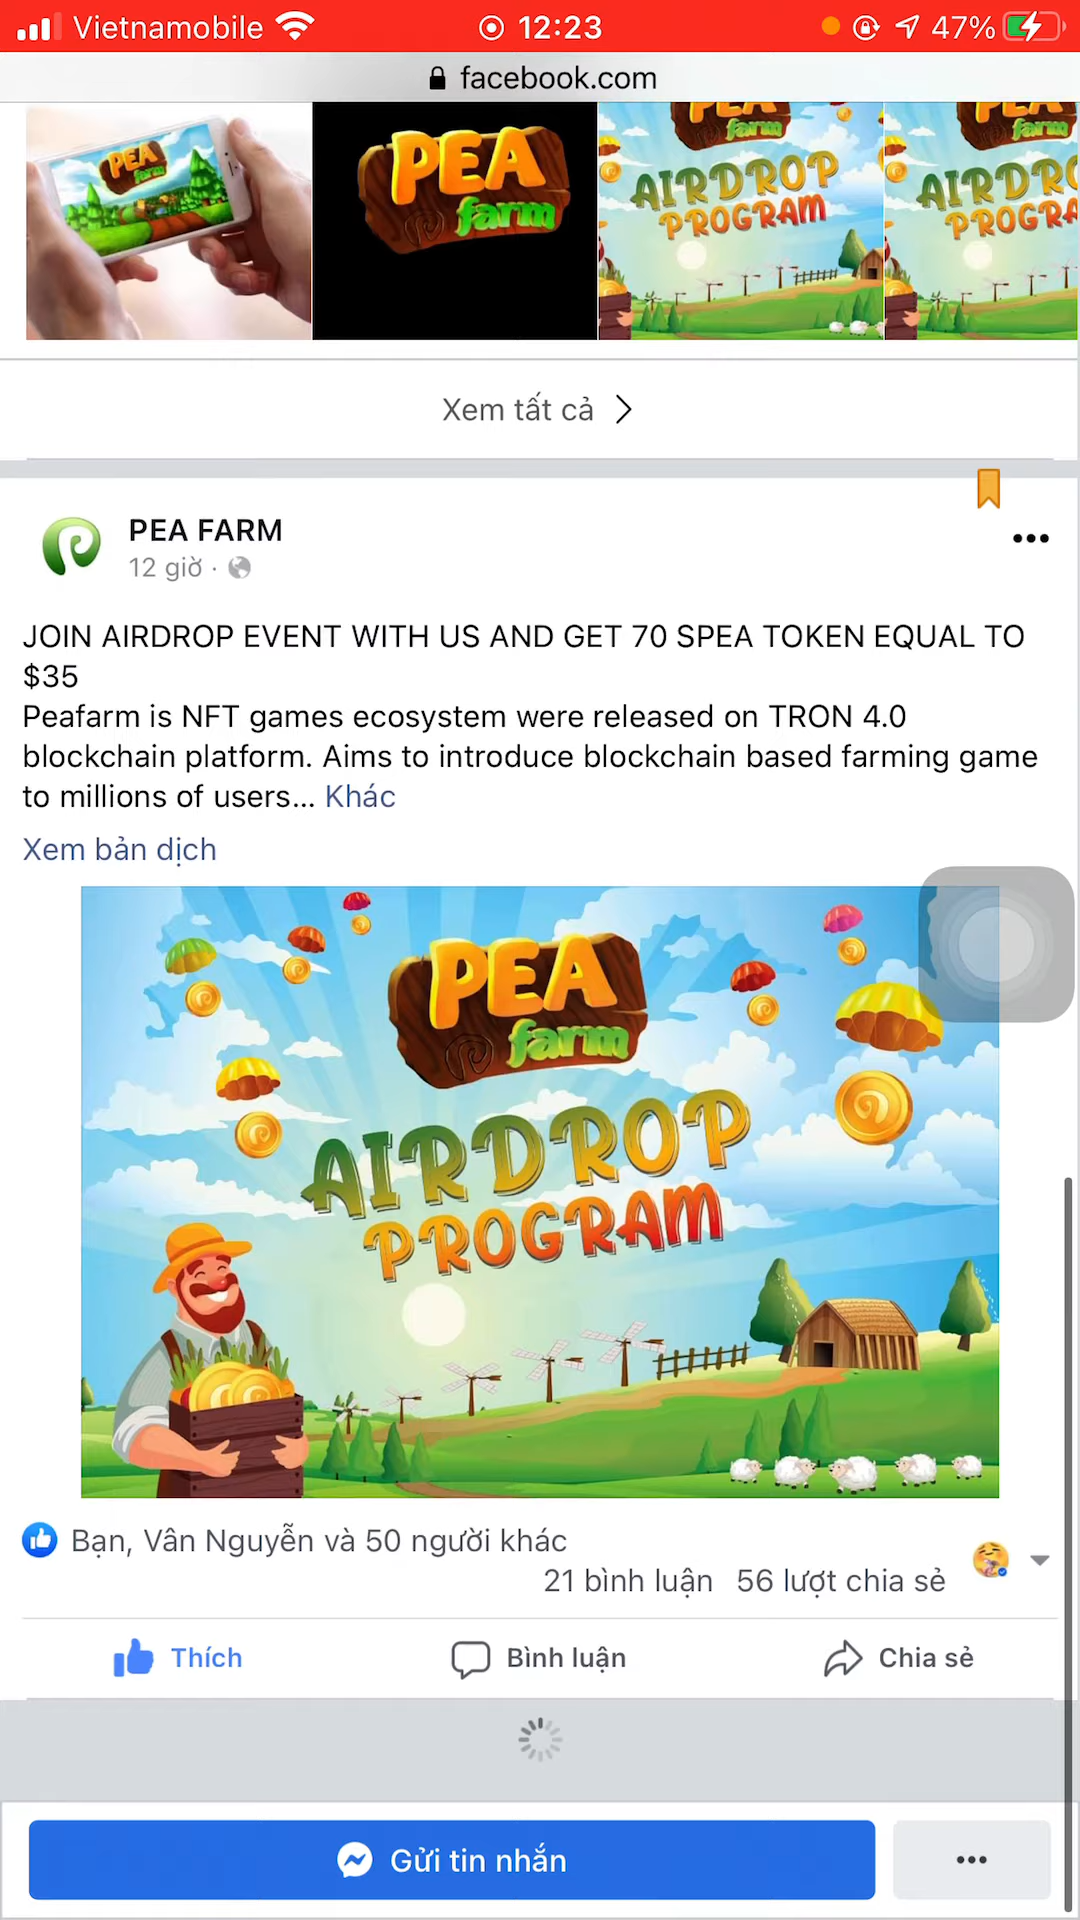 Vietnamobile 12:23 47%
facebook.com
PEA farm
PEA farm
PEA farm
AIRDROP
PROGRAM
farm
AIRDRO
PROGRA
Xem tất cả
PEA FARM
12 giờ ·
JOIN AIRDROP EVENT WITH US AND GET 70 SPEA TOKEN EQUAL TO
$35
Peafarm is NFT games ecosystem were released on TRON 4.0
blockchain platform. Aims to introduce blockchain based farming game
to millions of users... Khác
Xem bản dịch
PEA
farm
AIRDROP
PROGRAM
Bạn, Vân Nguyễn và 50 người khác
21 bình luận 56 lượt chia sẻ
Thích Bình luận Chia sẻ
Gửi tin nhắn